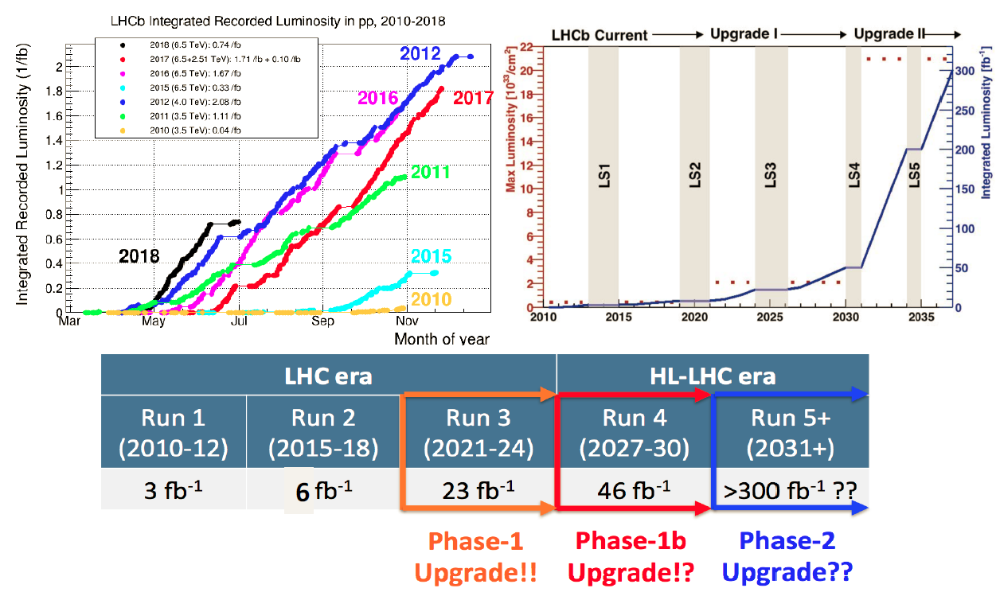 LHCb Integrated Recorded Luminosity in pp, 2010-2018
Integrated Recorded Luminosity (1/fb)
2018 (6.5 TeV): 0.74 /fb
2017 (6.5+2.51 TeV): 1.71 /fb + 0.10 /fb
2016 (6.5 TeV): 1.67 /fb
2015 (6.5 TeV): 0.33 /fb
2012 (4.0 TeV): 2.08 /fb
2011 (3.5 TeV): 1.11 /fb
2010 (3.5 TeV): 0.04 /fb
2
1.8
1.6
1.4
1.2
1
0.8
0.6
0.4
0.2
0
2012
2016
2017
2011
2018
2015
2010
Mar May Jul Sep Nov
Month of year
LHCb Current Upgrade I Upgrade II
Max Luminosity [10³³/cm²]
22
20
18
16
14
12
10
8
6
4
2
0
LS1 LS2 LS3 LS4 LS5
2010 2015 2020 2025 2030 2035
300
250
200
150
100
50
0
Integrated Luminosity [fb⁻¹]
LHC era HL-LHC era
Run 1 Run 2 Run 3 Run 4 Run 5+
(2010-12) (2015-18) (2021-24) (2027-30) (2031+)
3 fb⁻¹ 6 fb⁻¹ 23 fb⁻¹ 46 fb⁻¹ >300 fb⁻¹ ??
Phase-1 Phase-1b Phase-2
Upgrade!! Upgrade!? Upgrade??